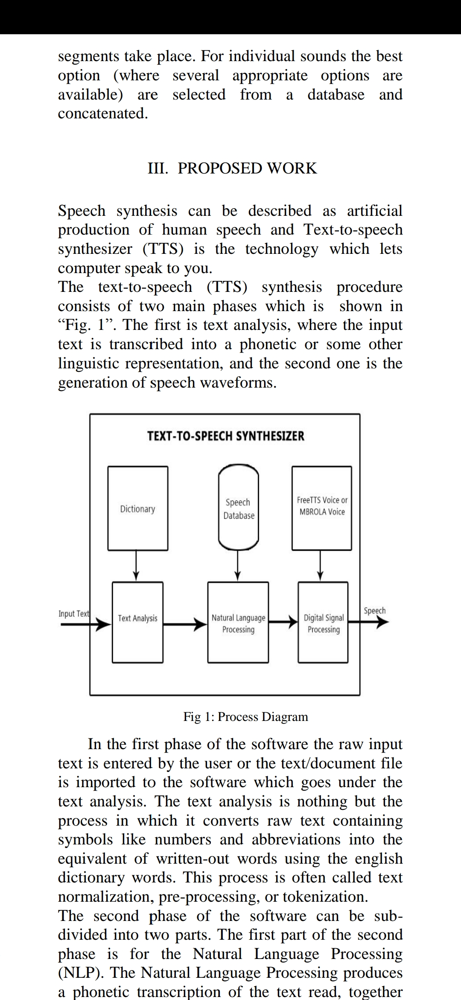 segments take place. For individual sounds the best
option (where several appropriate options are
available) are selected from a database and
concatenated.
III. PROPOSED WORK
Speech synthesis can be described as artificial
production of human speech and Text-to-speech
synthesizer (TTS) is the technology which lets
computer speak to you.
The text-to-speech (TTS) synthesis procedure
consists of two main phases which is shown in
“Fig. 1”. The first is text analysis, where the input
text is transcribed into a phonetic or some other
linguistic representation, and the second one is the
generation of speech waveforms.
TEXT-TO-SPEECH SYNTHESIZER
Dictionary
Speech
Database
FreeTTS Voice or
MBROLA Voice
Input Text
Text Analysis
Natural Language
Processing
Digital Signal
Processing
Speech
Fig 1: Process Diagram
In the first phase of the software the raw input
text is entered by the user or the text/document file
is imported to the software which goes under the
text analysis. The text analysis is nothing but the
process in which it converts raw text containing
symbols like numbers and abbreviations into the
equivalent of written-out words using the english
dictionary words. This process is often called text
normalization, pre-processing, or tokenization.
The second phase of the software can be sub-
divided into two parts. The first part of the second
phase is for the Natural Language Processing
(NLP). The Natural Language Processing produces
a phonetic transcription of the text read, together